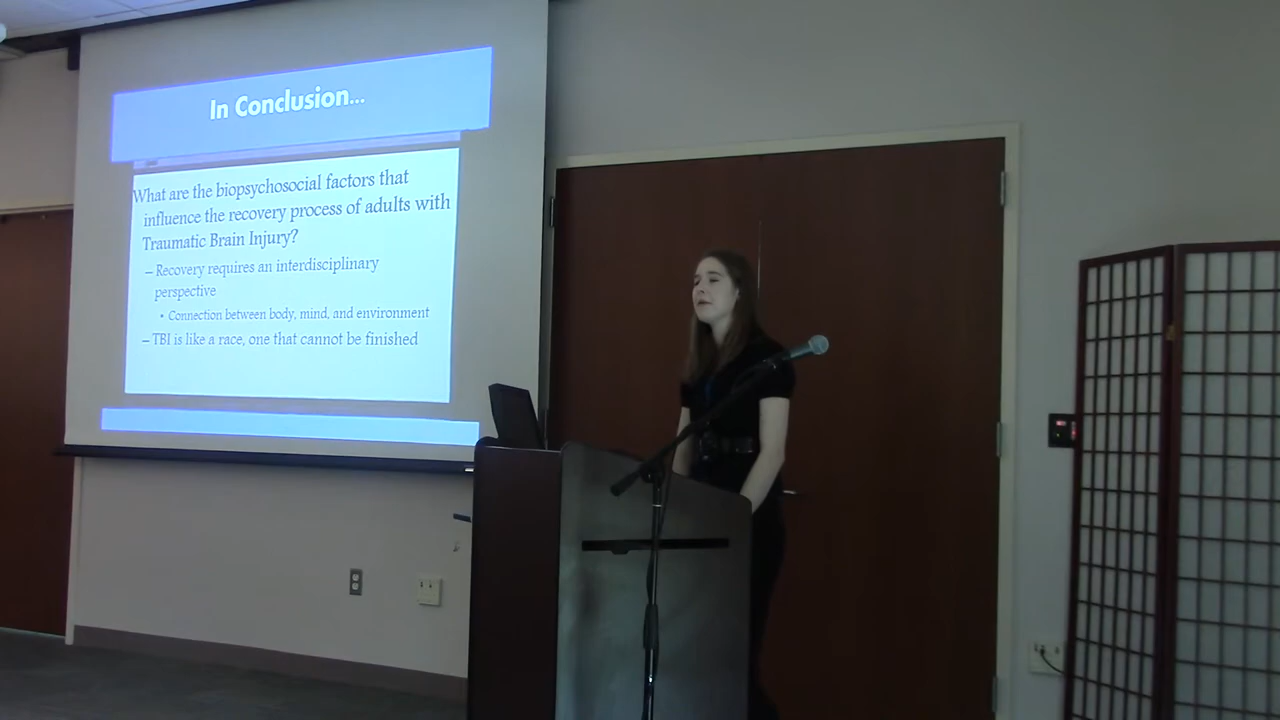 In Conclusion...
What are the biopsychosocial factors that
influence the recovery process of adults with
Traumatic Brain Injury?
– Recovery requires an interdisciplinary
perspective
• Connection between body, mind, and environment
– TBI is like a race, one that cannot be finished